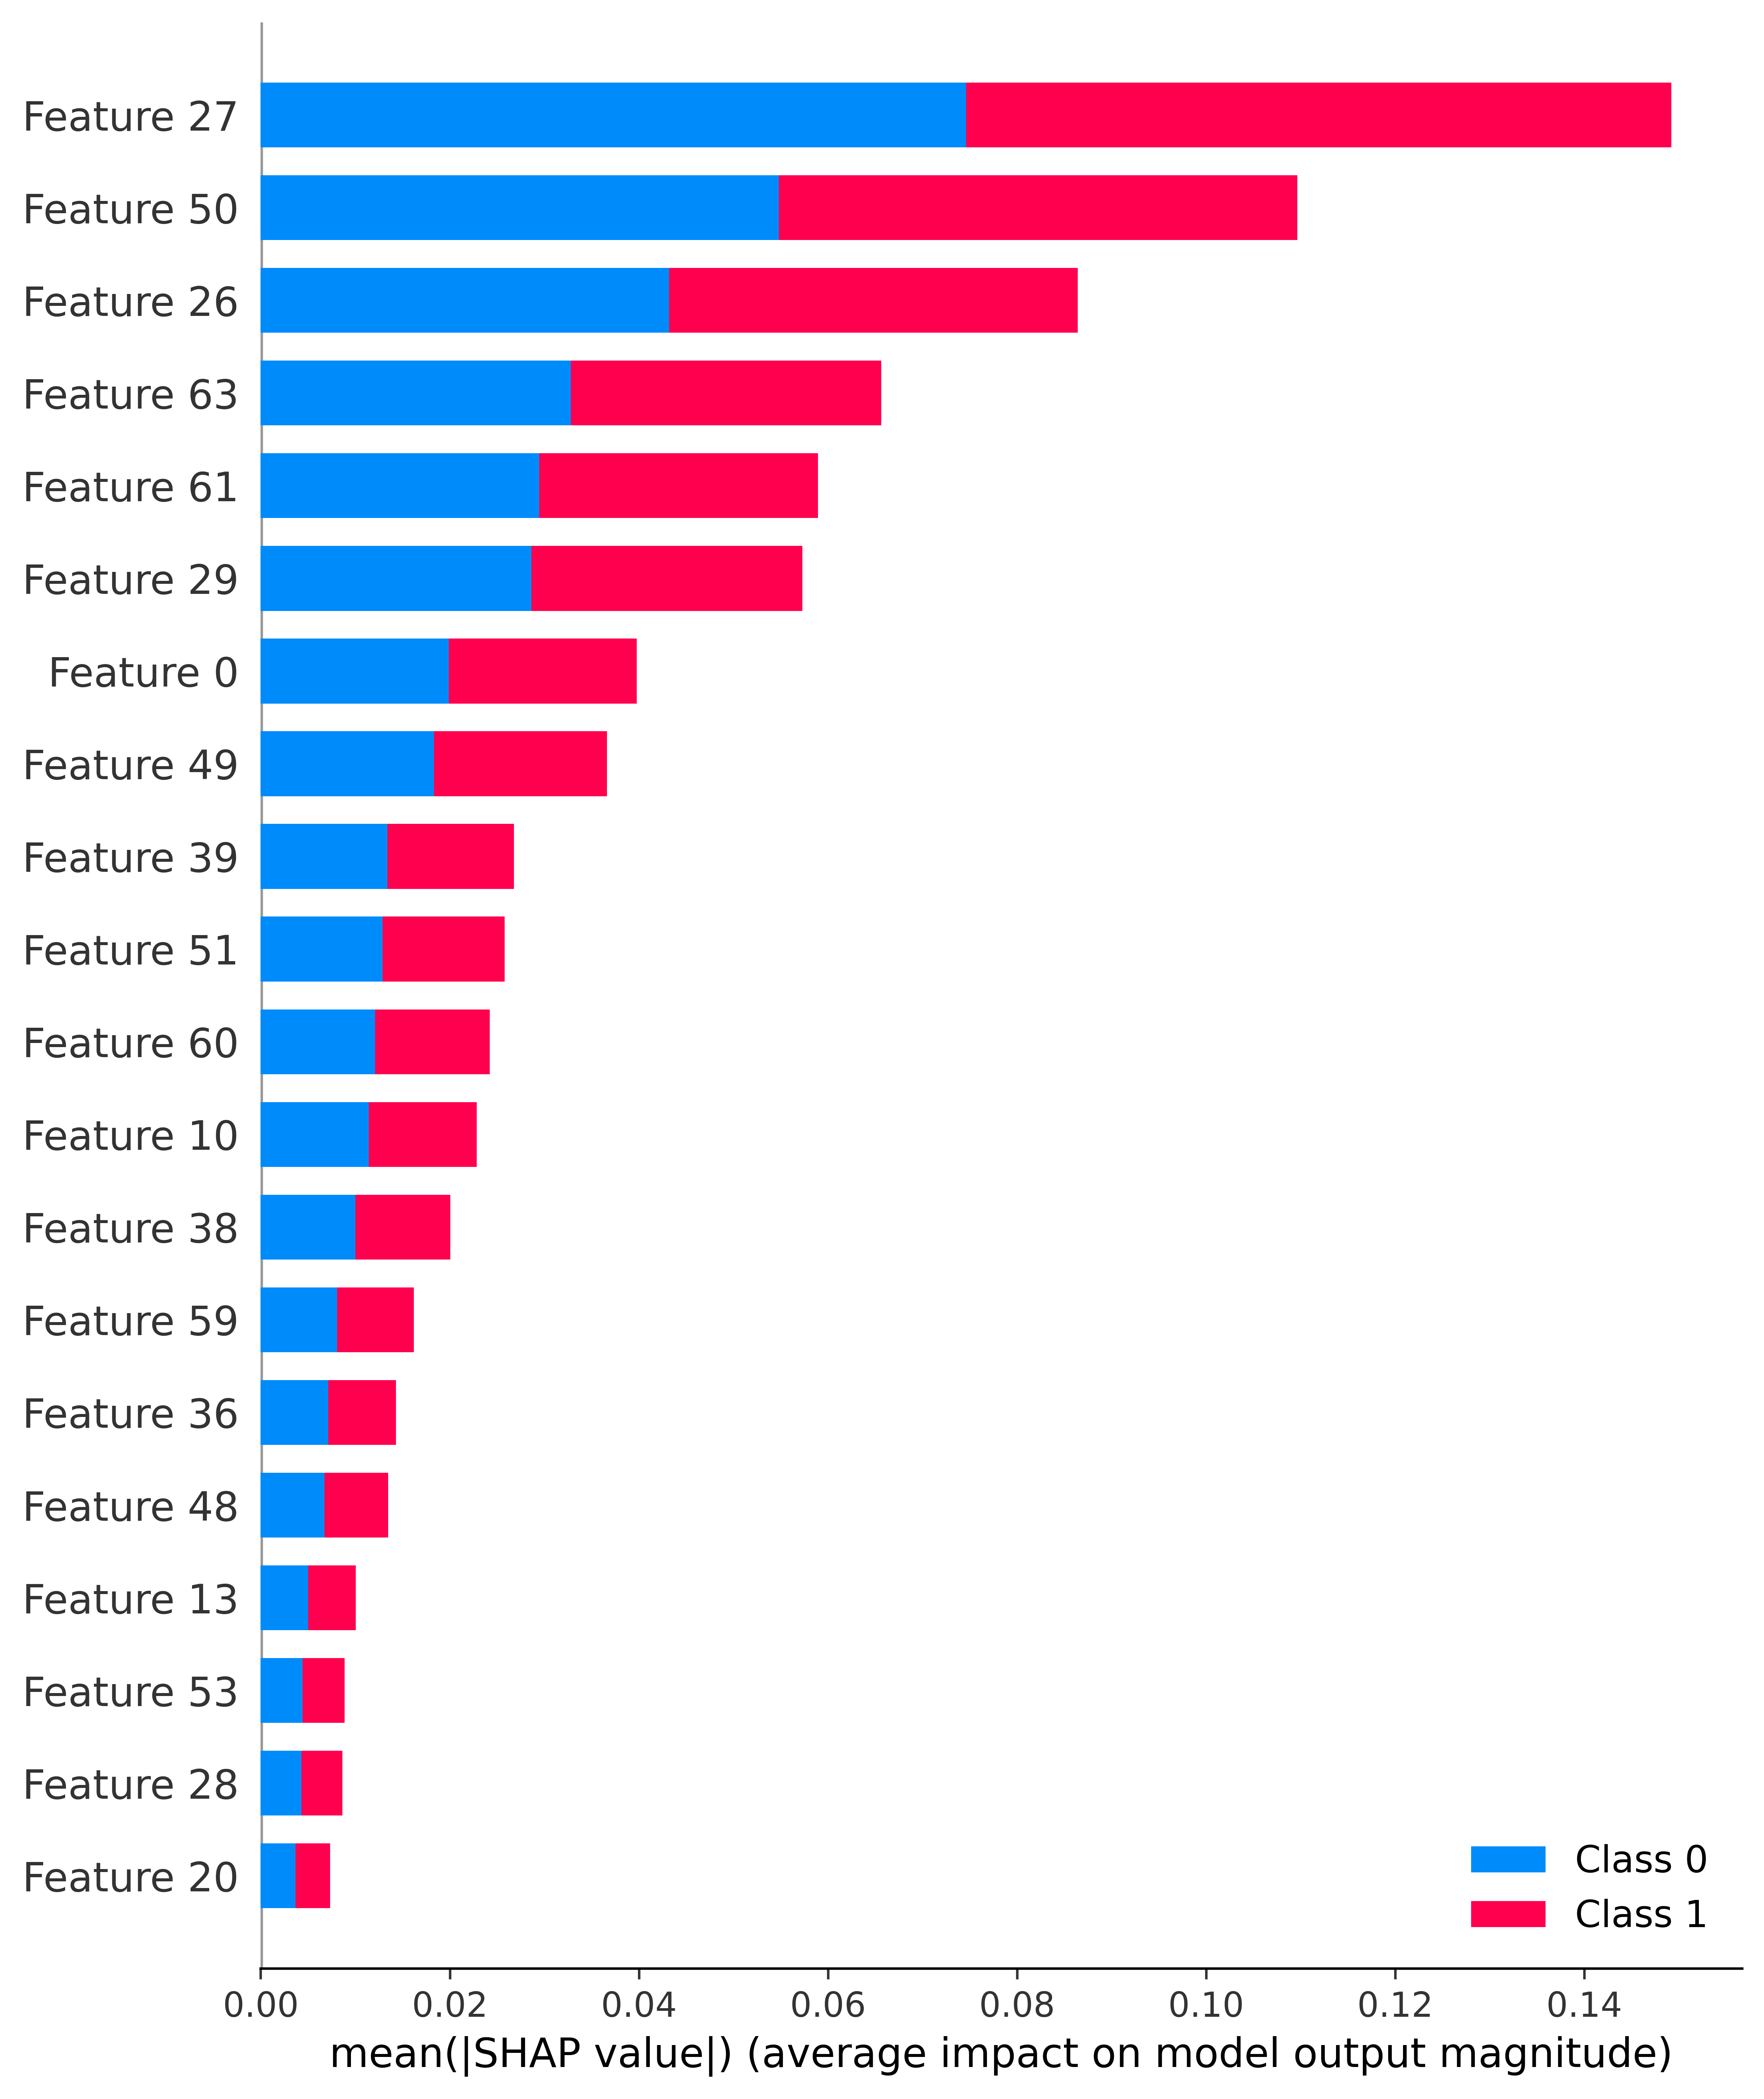 Feature 27
Feature 50
Feature 26
Feature 63
Feature 61
Feature 29
Feature 0
Feature 49
Feature 39
Feature 51
Feature 60
Feature 10
Feature 38
Feature 59
Feature 36
Feature 48
Feature 13
Feature 53
Feature 28
Feature 20
Class 0
Class 1
0.00 0.02 0.04 0.06 0.08 0.10 0.12 0.14
mean(|SHAP value|) (average impact on model output magnitude)